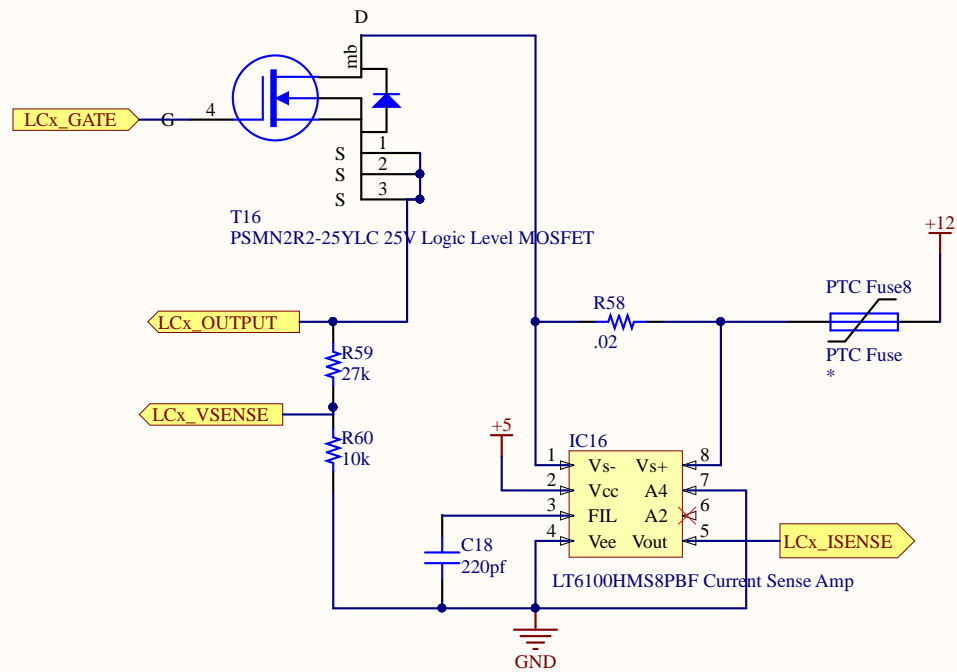 D
mb
LCx_GATE
G
4
S
1
S
2
S
3
T16
PSMN2R2-25YLC 25V Logic Level MOSFET
+12
PTC Fuse8
R58
.02
PTC Fuse
*
LCx_OUTPUT
R59
27k
LCx_VSENSE
R60
10k
+5
IC16
1
Vs-
Vs+
8
2
Vcc
A4
7
3
FIL
A2
6
4
Vee
Vout
5
LCx_ISENSE
C18
220pf
LT6100HMS8PBF Current Sense Amp
GND